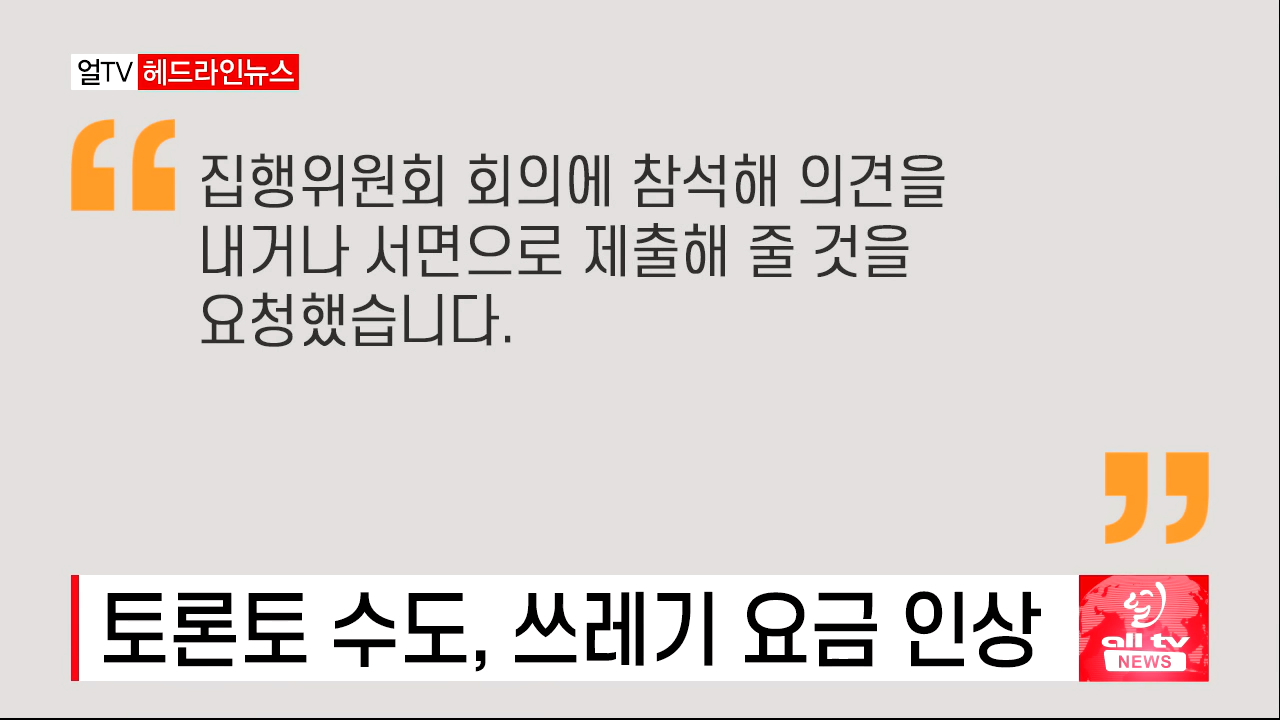 얼TV 헤드라인뉴스
“집행위원회 회의에 참석해 의견을
내거나 서면으로 제출해 줄 것을
요청했습니다.”
토론토 수도, 쓰레기 요금 인상
얼
all tv
NEWS